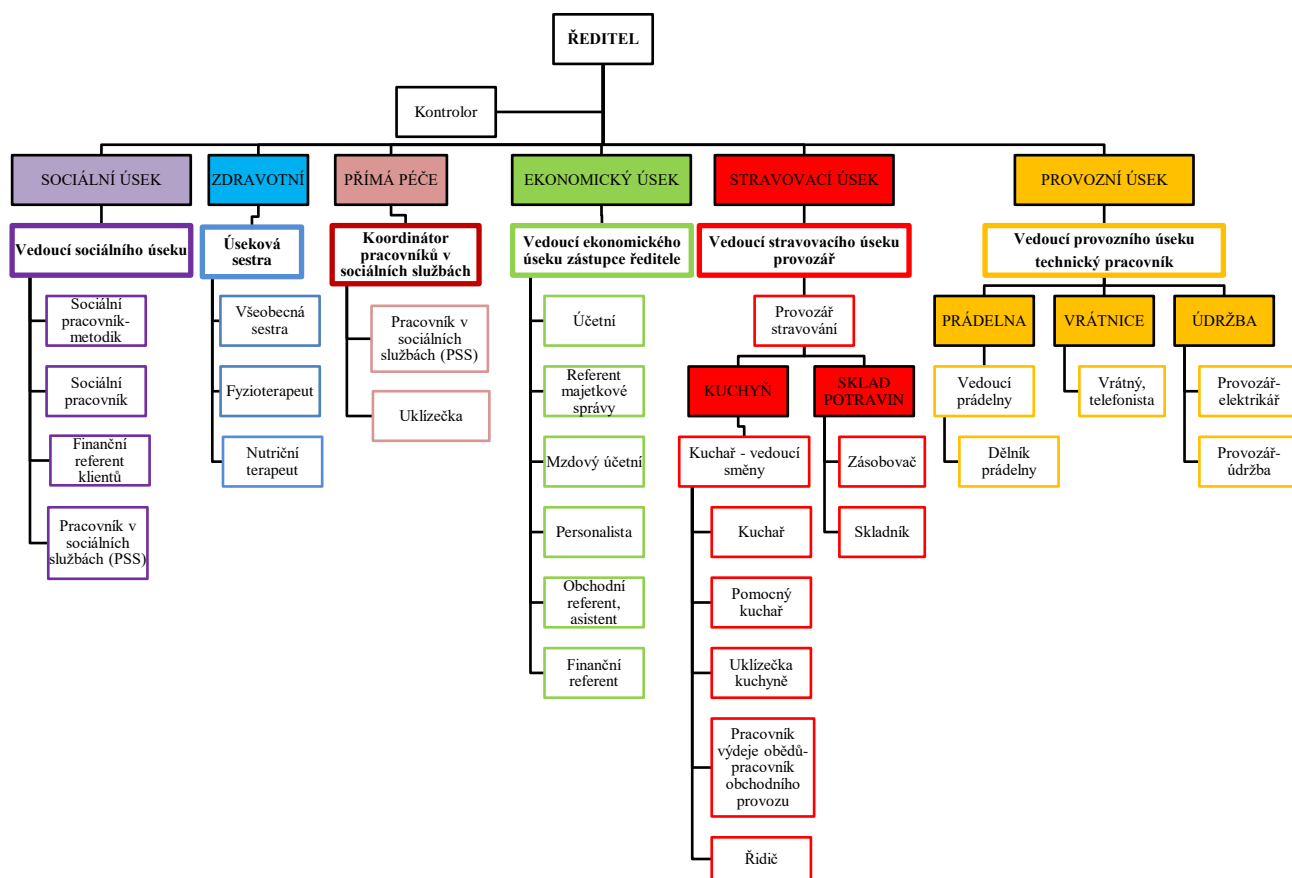 ŘEDITEL
Kontrolor
SOCIÁLNÍ ÚSEK
ZDRAVOTNÍ
PŘÍMÁ PÉČE
EKONOMICKÝ ÚSEK
STRAVOVACÍ ÚSEK
PROVOZNÍ ÚSEK
Vedoucí sociálního úseku
Úseková
sestra
Koordinátor
pracovníků v
sociálních službách
Vedoucí ekonomického
úseku zástupce ředitele
Vedoucí stravovacího úseku
provozář
Vedoucí provozního úseku
technický pracovník
Sociální
pracovník-
metodik
Sociální
pracovník
Finanční
referent
klientů
Pracovník v
sociálních
službách (PSS)
Všeobecná
sestra
Fyzioterapeut
Nutriční
terapeut
Pracovník v
sociálních
službách (PSS)
Uklízečka
Účetní
Referent
majetkové
správy
Mzdový účetní
Personalista
Obchodní
referent,
asistent
Finanční
referent
Provozář
stravování
KUCHYŇ
SKLAD
POTRAVIN
Kuchař - vedoucí
směny
Kuchař
Pomocný
kuchař
Uklízečka
kuchyně
Pracovník
výdeje obědů-
pracovník
obchodního
provozu
Řidič
Zásobovač
Skladník
PRÁDELNA
VRÁTNICE
ÚDRŽBA
Vedoucí
prádelny
Dělník
prádelny
Vrátný,
telefonista
Provozář-
elektrikář
Provozář-
údržba